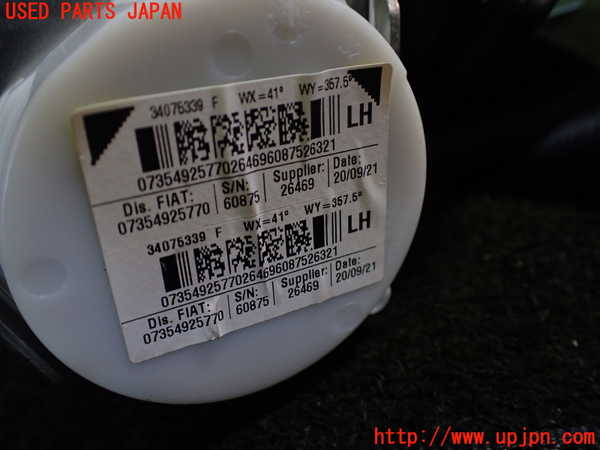 USED PARTS JAPAN
34075339 F WX=41° WY=357.5°
LH
07354925770264696087526321
Dis. FIAT: S/N: Supplier: Date:
07354925770 60875 26469 20/09/21
34075339 F WX=41° WY=357.5°
LH
07354925770264696087526321
Dis. FIAT: S/N: Supplier: Date:
07354925770 60875 26469 20/09/21
http://www.upjpn.com/